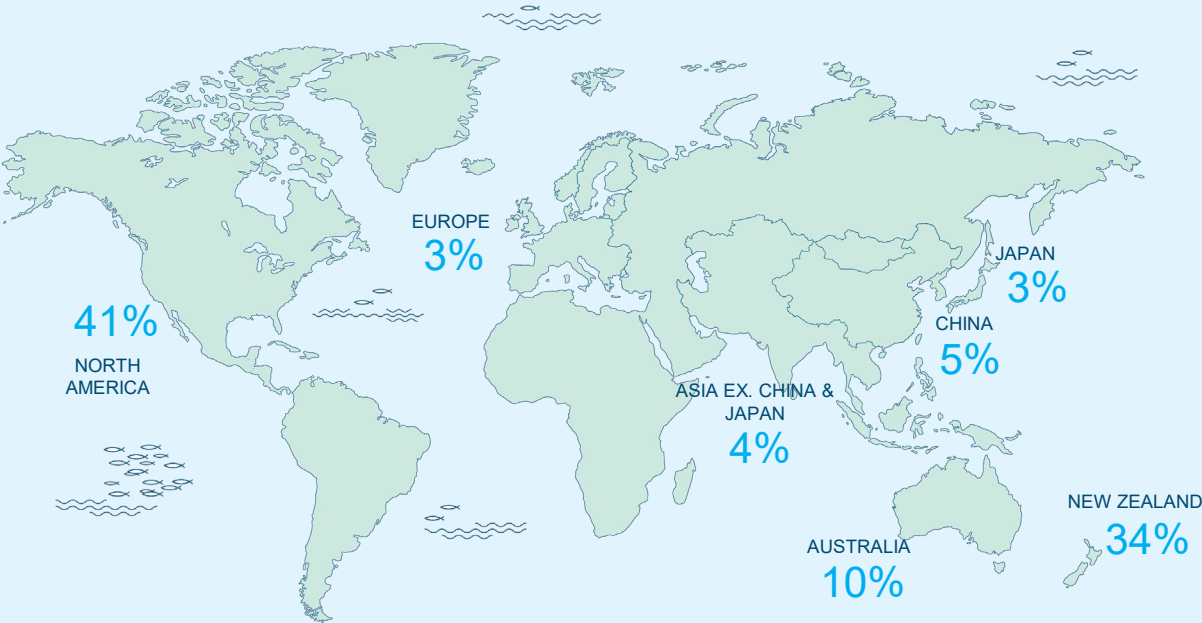 EUROPE
3%
JAPAN
3%
41%
NORTH
AMERICA
CHINA
5%
ASIA EX. CHINA &
JAPAN
4%
NEW ZEALAND
34%
AUSTRALIA
10%